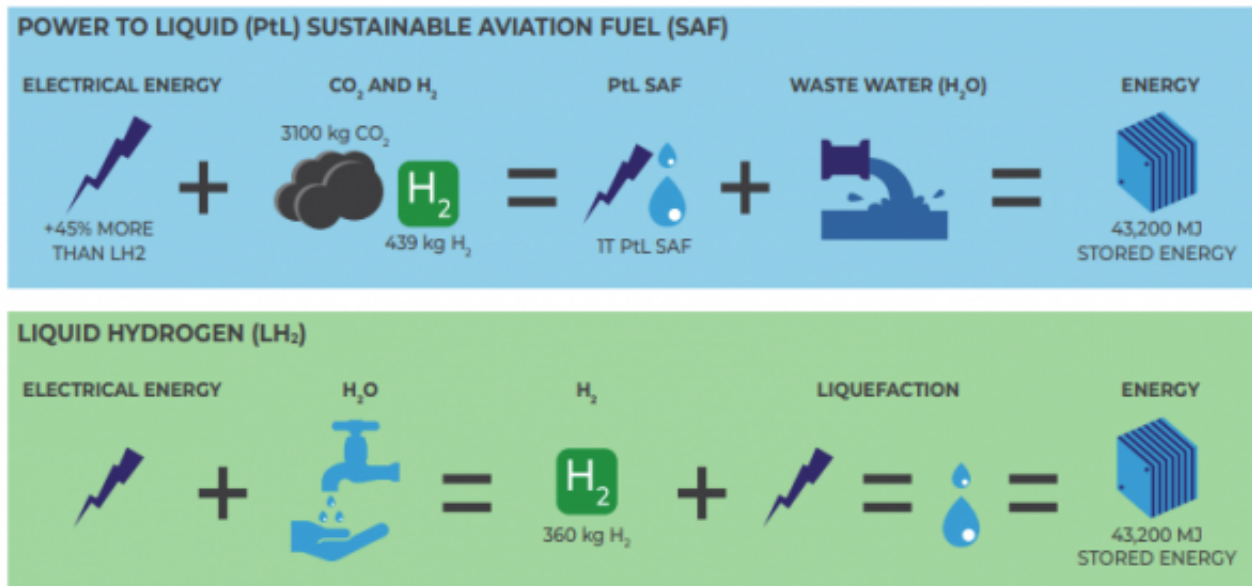 POWER TO LIQUID (PtL) SUSTAINABLE AVIATION FUEL (SAF)
ELECTRICAL ENERGY
CO₂ AND H₂
PtL SAF
WASTE WATER (H₂O)
ENERGY
3100 kg CO₂
H₂
+45% MORE
THAN LH2
439 kg H₂
1T PtL SAF
43,200 MJ
STORED ENERGY
LIQUID HYDROGEN (LH₂)
ELECTRICAL ENERGY
H₂O
H₂
LIQUEFACTION
ENERGY
H₂
360 kg H₂
43,200 MJ
STORED ENERGY